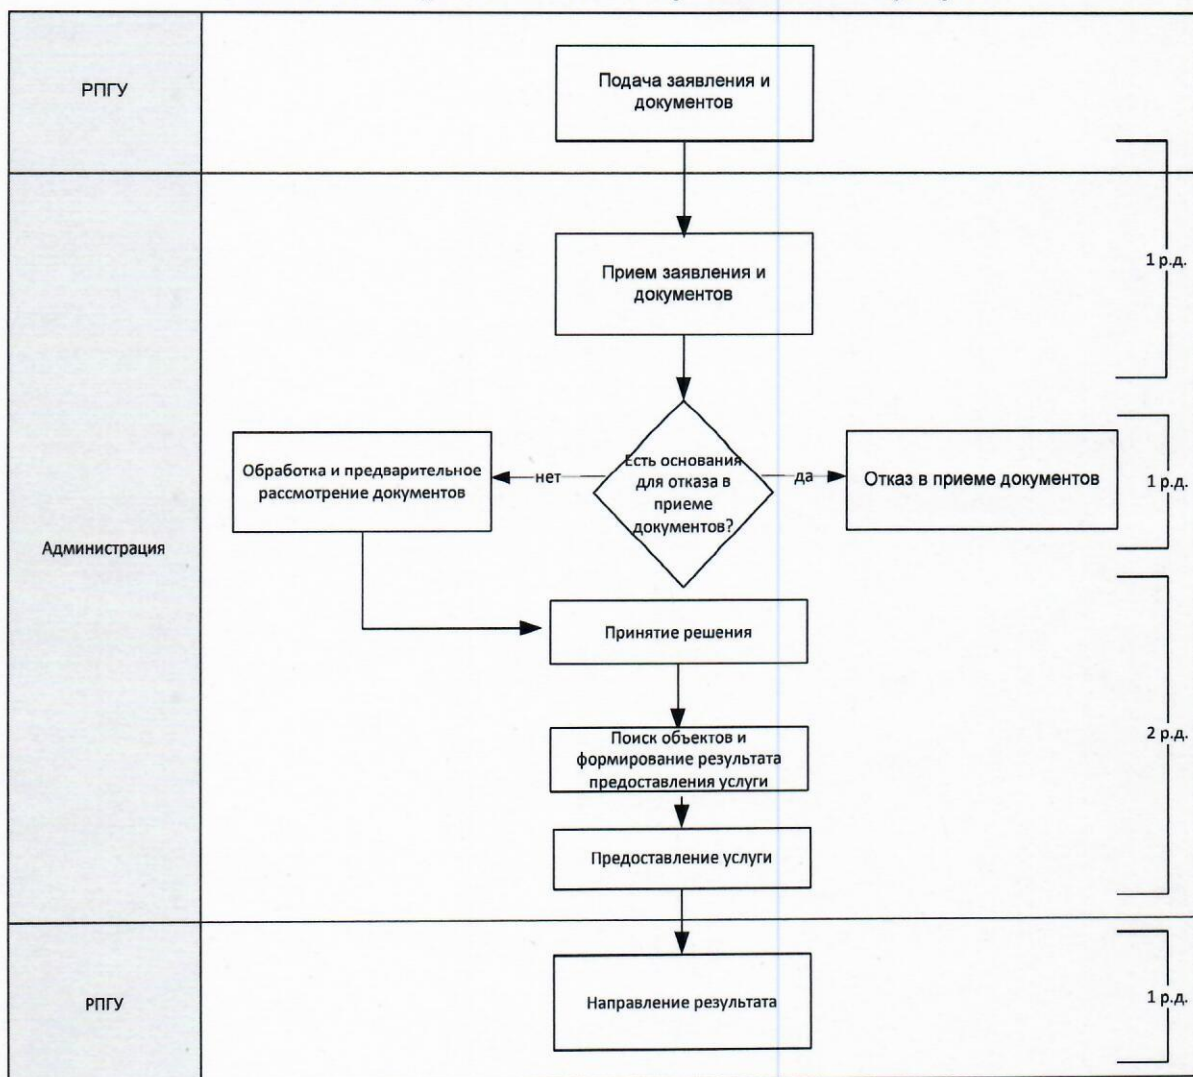 РПГУ
Подача заявления и
документов
Прием заявления и
документов
1 р.д.
Администрация
Обработка и предварительное
рассмотрение документов
нет
Есть основания
для отказа в
приеме
документов?
да
Отказ в приеме документов
1 р.д.
Принятие решения
Поиск объектов и
формирование результата
предоставления услуги
2 р.д.
Предоставление услуги
РПГУ
Направление результата
1 р.д.